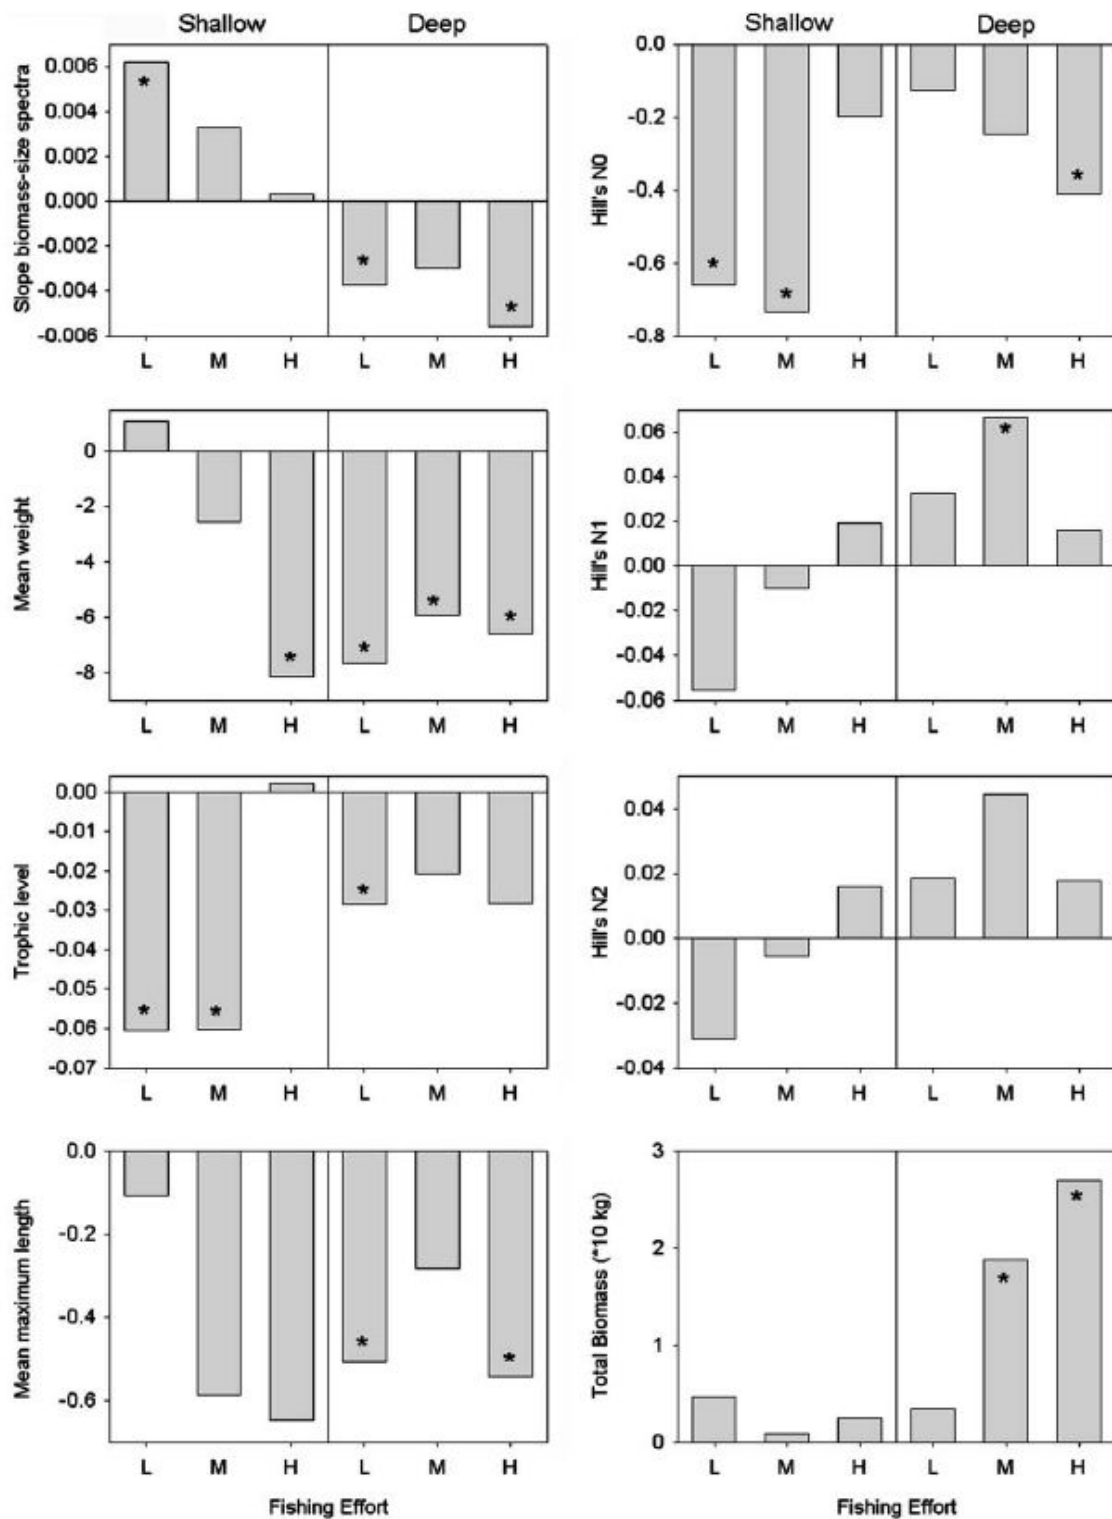 Shallow Deep
Slope biomass-size spectra
0.006
0.004
0.002
0.000
-0.002
-0.004
-0.006
* * *
L M H L M H
Shallow Deep
Hill's N0
0.0
-0.2
-0.4
-0.6
-0.8
* * *
L M H L M H
Mean weight
0
-2
-4
-6
-8
* * * *
L M H L M H
Hill's N1
0.06
0.04
0.02
0.00
-0.02
-0.04
-0.06
*
L M H L M H
Trophic level
0.00
-0.01
-0.02
-0.03
-0.04
-0.05
-0.06
-0.07
* * *
L M H L M H
Hill's N2
0.04
0.02
0.00
-0.02
-0.04
L M H L M H
Mean maximum length
0.0
-0.2
-0.4
-0.6
* *
L M H L M H
Fishing Effort
Total Biomass (*10 kg)
3
2
1
0
* *
L M H L M H
Fishing Effort